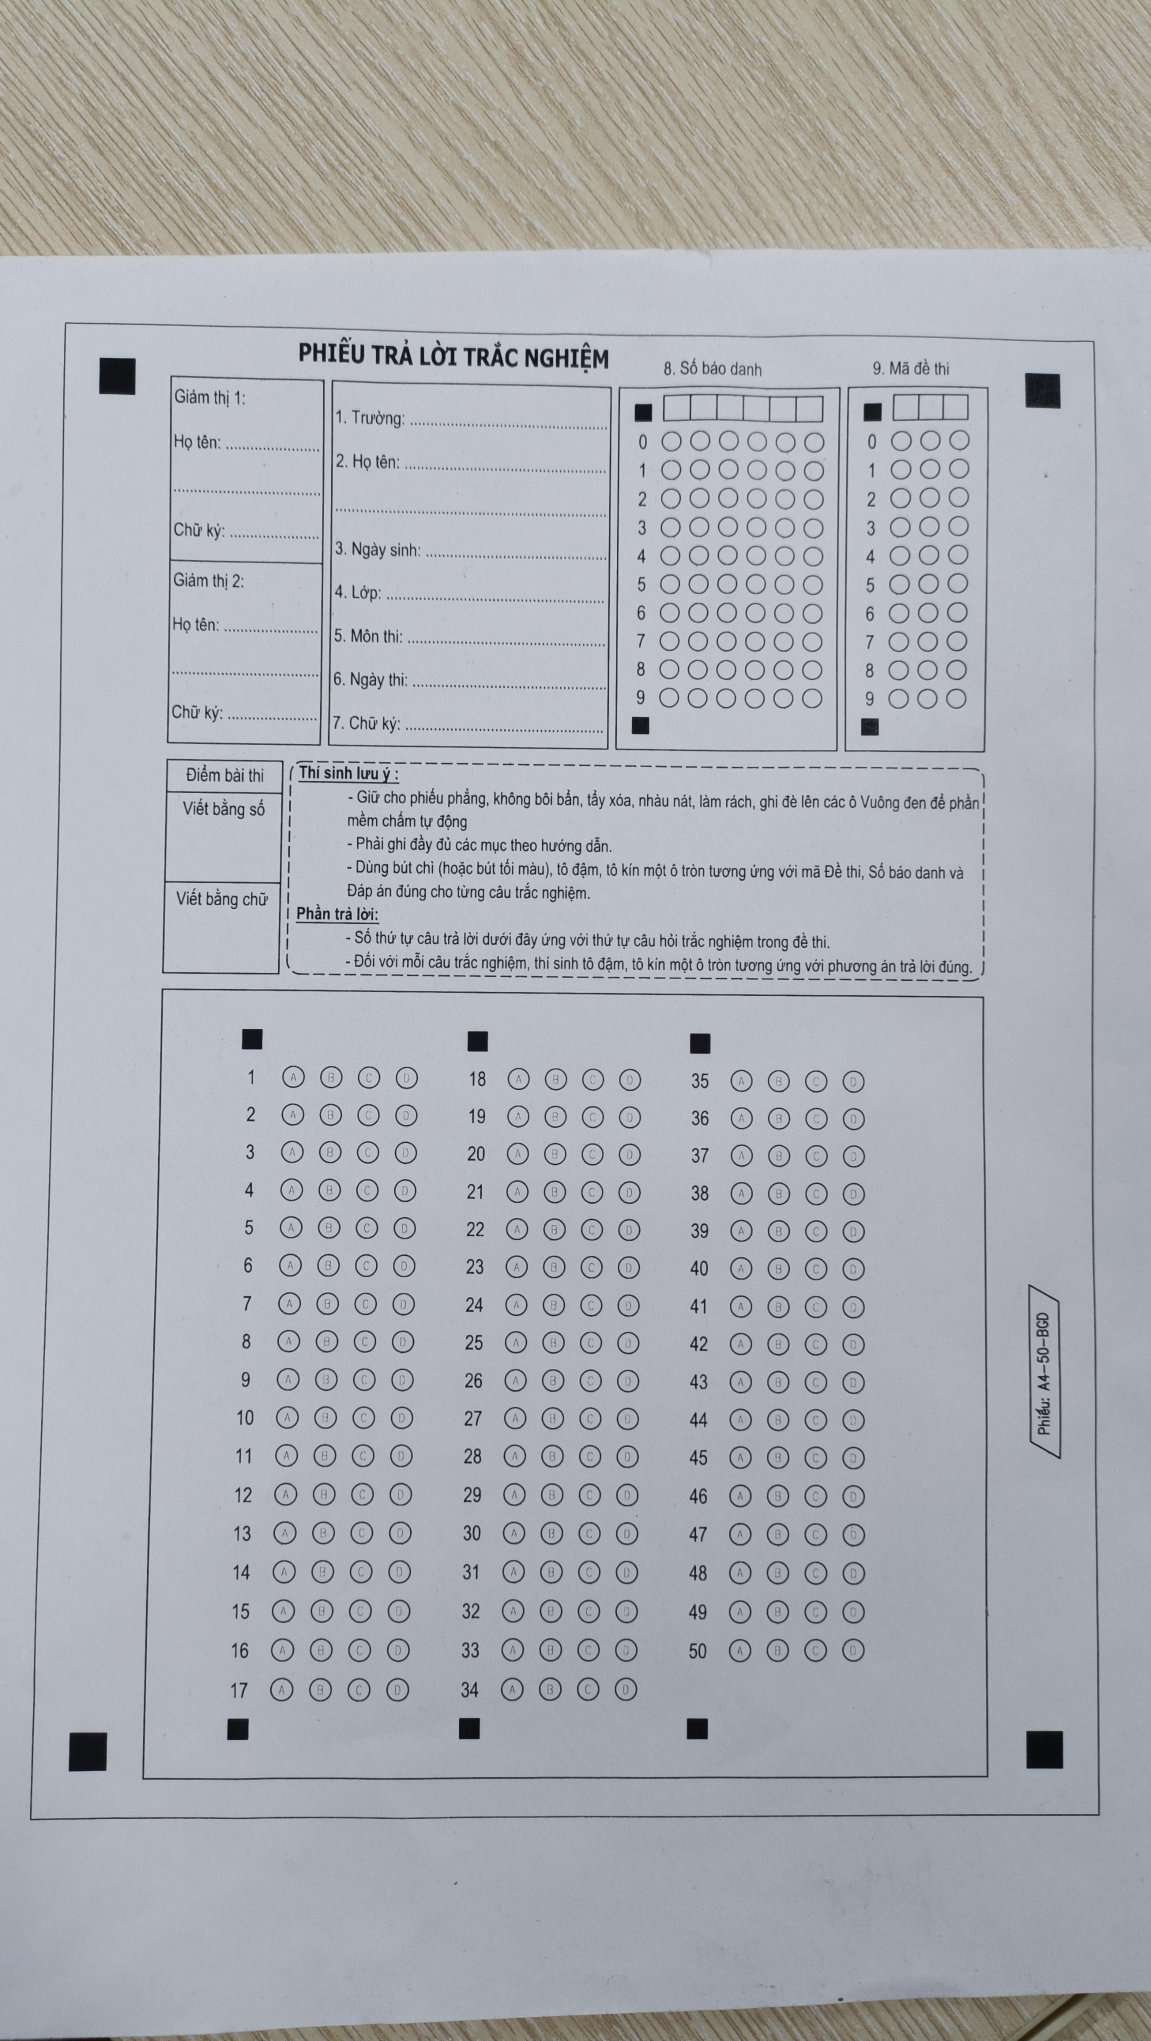 PHIẾU TRẢ LỜI TRẮC NGHIỆM
Giám thị 1:
Họ tên:
Chữ ký:
Giám thị 2:
Họ tên:
Chữ ký:
1. Trường:
2. Họ tên:
3. Ngày sinh:
4. Lớp:
5. Môn thi:
6. Ngày thi:
7. Chữ ký:
8. Số báo danh
0
1
2
3
4
5
6
7
8
9
9. Mã đề thi
0
1
2
3
4
5
6
7
8
9
Điểm bài thi
Viết bằng số
Viết bằng chữ
Thí sinh lưu ý :
- Giữ cho phiếu phẳng, không bôi bẩn, tẩy xóa, nhàu nát, làm rách, ghi đè lên các ô Vuông đen để phần
mềm chấm tự động
- Phải ghi đầy đủ các mục theo hướng dẫn.
- Dùng bút chì (hoặc bút tối màu), tô đậm, tô kín một ô tròn tương ứng với mã Đề thi, Số báo danh và
Đáp án đúng cho từng câu trắc nghiệm.
Phần trả lời:
- Số thứ tự câu trả lời dưới đây ứng với thứ tự câu hỏi trắc nghiệm trong đề thi.
- Đối với mỗi câu trắc nghiệm, thí sinh tô đậm, tô kín một ô tròn tương ứng với phương án trả lời đúng.
1 A B C D
2 A B C D
3 A B C D
4 A B C D
5 A B C D
6 A B C D
7 A B C D
8 A B C D
9 A B C D
10 A B C D
11 A B C D
12 A B C D
13 A B C D
14 A B C D
15 A B C D
16 A B C D
17 A B C D
18 A B C D
19 A B C D
20 A B C D
21 A B C D
22 A B C D
23 A B C D
24 A B C D
25 A B C D
26 A B C D
27 A B C D
28 A B C D
29 A B C D
30 A B C D
31 A B C D
32 A B C D
33 A B C D
34 A B C D
35 A B C D
36 A B C D
37 A B C D
38 A B C D
39 A B C D
40 A B C D
41 A B C D
42 A B C D
43 A B C D
44 A B C D
45 A B C D
46 A B C D
47 A B C D
48 A B C D
49 A B C D
50 A B C D
Phiếu: A4-50-BGD